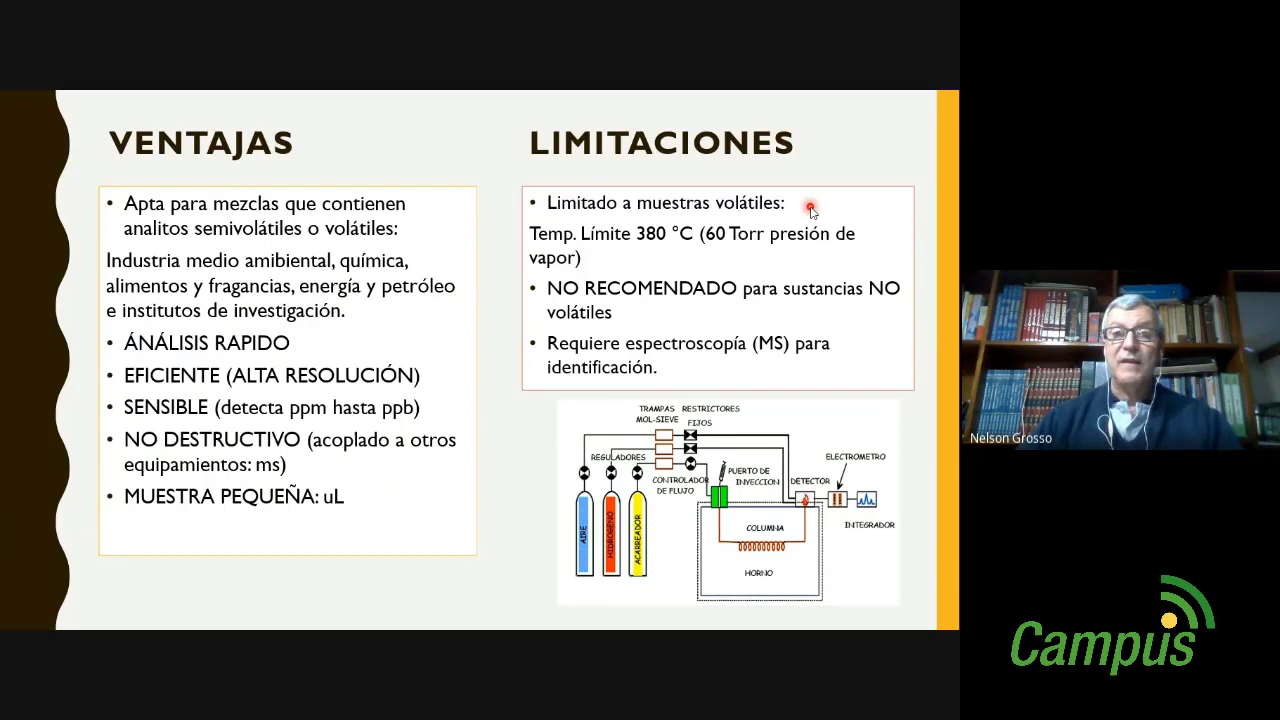 VENTAJAS
• Apta para mezclas que contienen
analitos semivolátiles o volátiles:
Industria medio amibiental, química,
alimentos y fragancias, energía y petróleo
e institutos de investigación.
• ÁNÁLISIS RAPIDO
• EFICIENTE (ALTA RESOLUCIÓN)
• SENSIBLE (detecta ppm hasta ppb)
• NO DESTRUCTIVO (acoplado a otros
equipamientos: ms)
• MUESTRA PEQUEÑA: uL
LIMITACIONES
• Limitado a muestras volátiles:
Temp. Límite 380 °C (60 Torr presión de
vapor)
• NO RECOMENDADO para sustancias NO
volátiles
• Requiere espectroscopía (MS) para
identificación.
TRAMPAS RESTRICTORES
MOL-SIEVE FIJOS
REGULADORES
CONTROLADOR
DE FLUJO
PUERTO DE
INYECCION
DETECTOR
ELECTROMETRO
INTEGRADOR
AIRE
HIDROGENO
ACARREADOR
COLUMNA
HORNO
Nelson Grosso
Campus